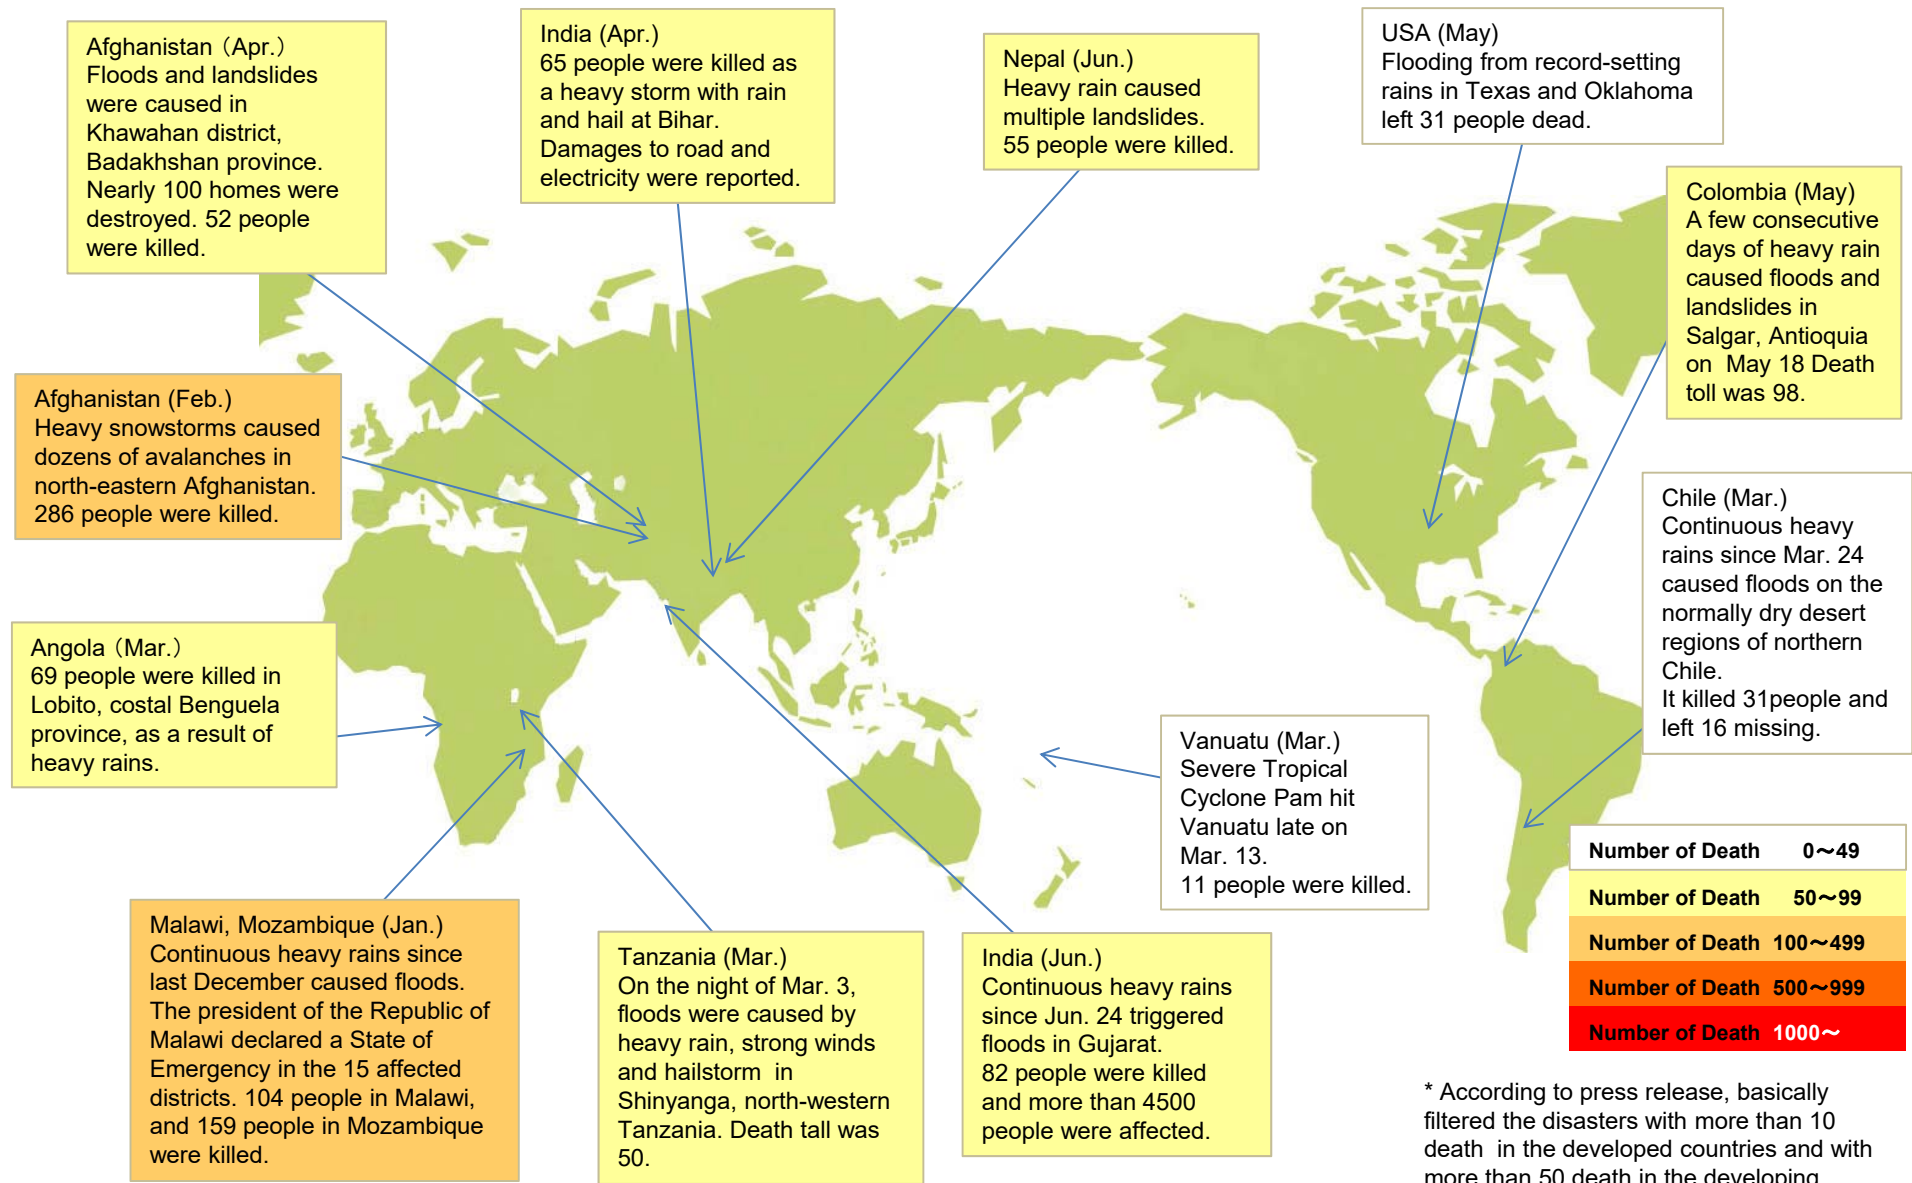 Afghanistan（Apr.）
Floods and landslides
were caused in
Khawahan district,
Badakhshan province.
Nearly 100 homes were
destroyed. 52 people
were killed.
India (Apr.)
65 people were killed as
a heavy storm with rain
and hail at Bihar.
Damages to road and
electricity were reported.
Nepal (Jun.)
Heavy rain caused
multiple landslides.
55 people were killed.
USA (May)
Flooding from record-setting
rains in Texas and Oklahoma
left 31 people dead.
Colombia (May)
A few consecutive
days of heavy rain
caused floods and
landslides in
Salgar, Antioquia
on May 18 Death
toll was 98.
Afghanistan (Feb.)
Heavy snowstorms caused
dozens of avalanches in
north-eastern Afghanistan.
286 people were killed.
Chile (Mar.)
Continuous heavy
rains since Mar. 24
caused floods on the
normally dry desert
regions of northern
Chile.
It killed 31people and
left 16 missing.
Angola（Mar.）
69 people were killed in
Lobito, costal Benguela
province, as a result of
heavy rains.
Vanuatu (Mar.)
Severe Tropical
Cyclone Pam hit
Vanuatu late on
Mar. 13.
11 people were killed.
Malawi, Mozambique (Jan.)
Continuous heavy rains since
last December caused floods.
The president of the Republic of
Malawi declared a State of
Emergency in the 15 affected
districts. 104 people in Malawi,
and 159 people in Mozambique
were killed.
Tanzania (Mar.)
On the night of Mar. 3,
floods were caused by
heavy rain, strong winds
and hailstorm in
Shinyanga, north-western
Tanzania. Death tall was
50.
India (Jun.)
Continuous heavy rains
since Jun. 24 triggered
floods in Gujarat.
82 people were killed
and more than 4500
people were affected.
Number of Death 0～49
Number of Death 50～99
Number of Death 100～499
Number of Death 500～999
Number of Death 1000～
* According to press release, basically
filtered the disasters with more than 10
death in the developed countries and with
more than 50 death in the developing